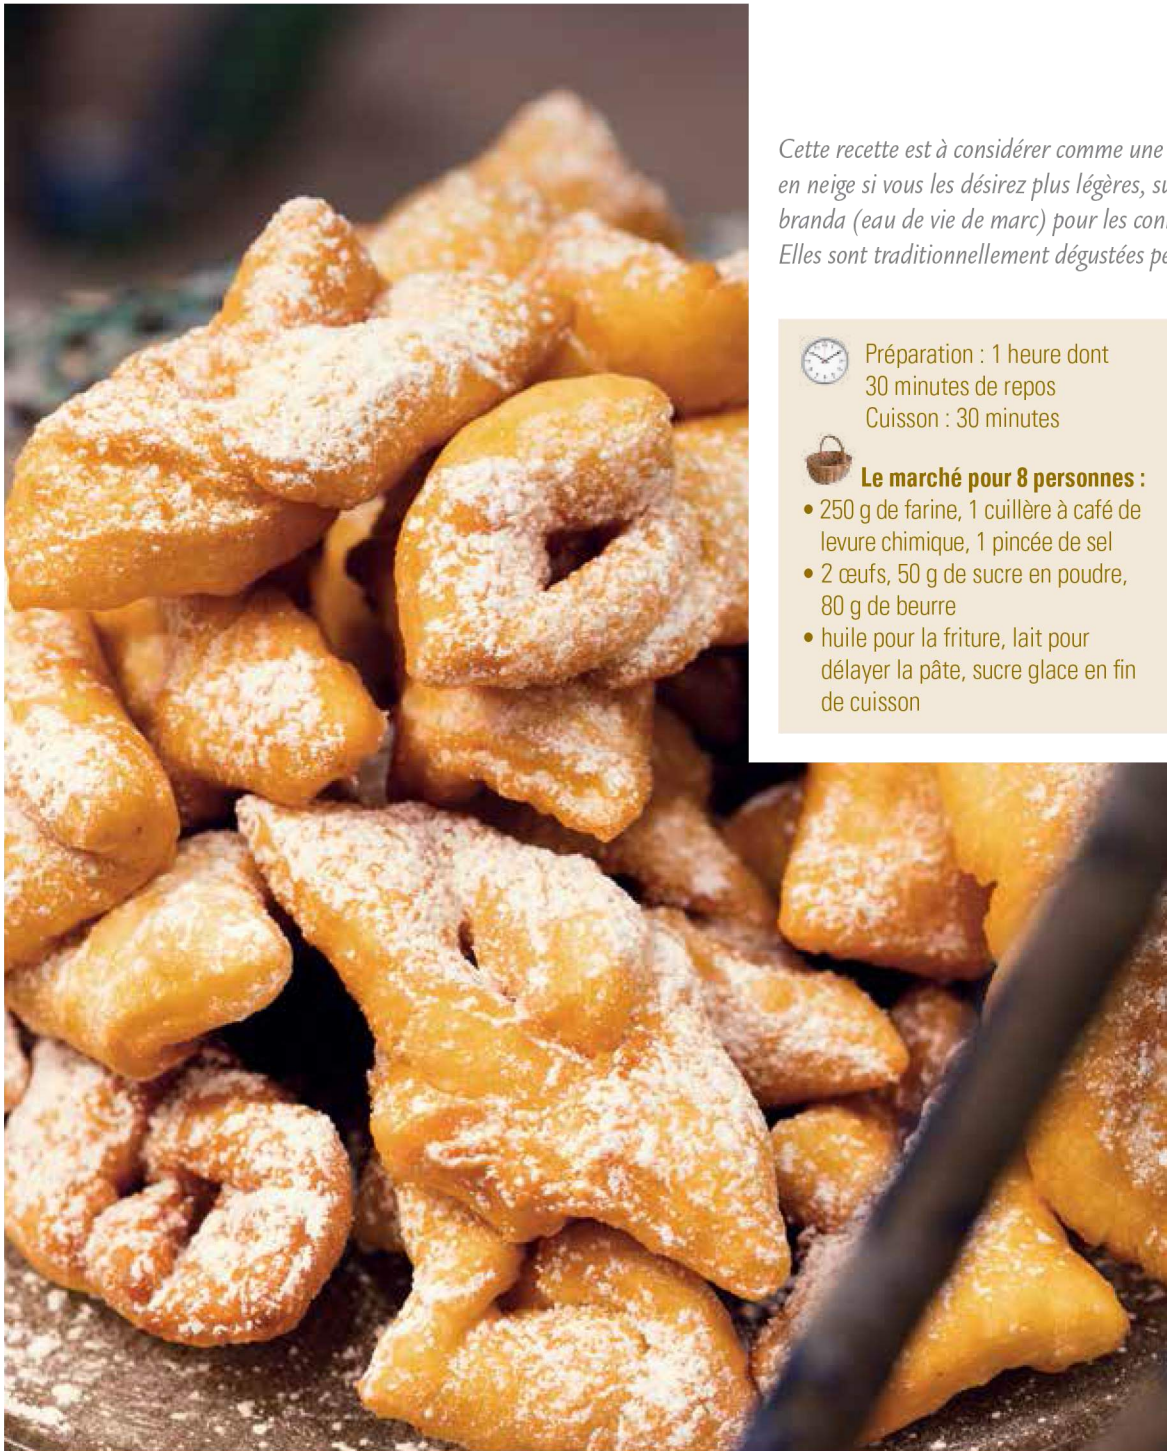 Cette recette est à considérer comme une
en neige si vous les désirez plus légères,
branda (eau de vie de marc) pour les
Elles sont traditionnellement dégustées
Préparation : 1 heure dont
30 minutes de repos
Cuisson : 30 minutes
Le marché pour 8 personnes :
• 250 g de farine, 1 cuillère à café de
levure chimique, 1 pincée de sel
• 2 œufs, 50 g de sucre en poudre,
80 g de beurre
• huile pour la friture, lait pour
délayer la pâte, sucre glace en fin
de cuisson